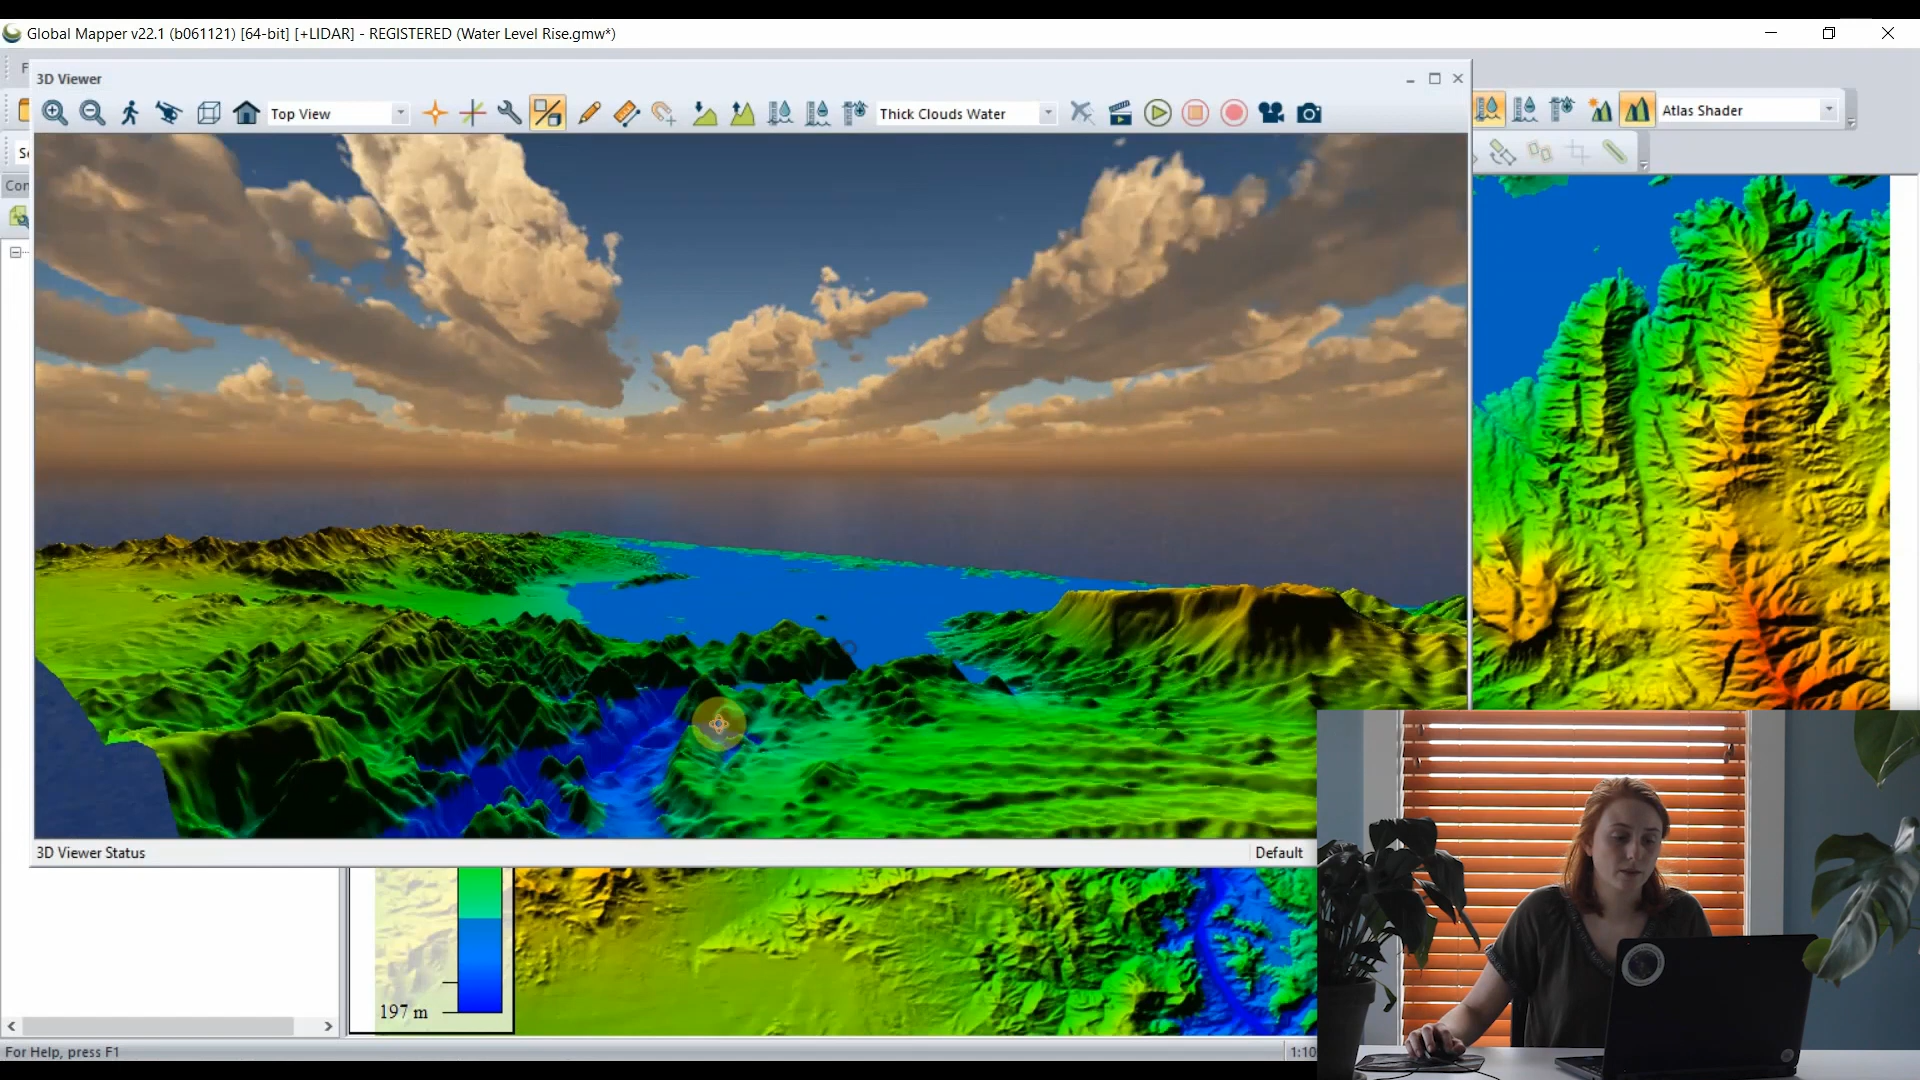 Global Mapper v22.1 (b061121) [64-bit] [+LIDAR] - REGISTERED (Water Level Rise.gmw*)
3D Viewer
Top View
Thick Clouds Water
Atlas Shader
Con
3D Viewer Status
Default
197 m
For Help, press F1
1:10